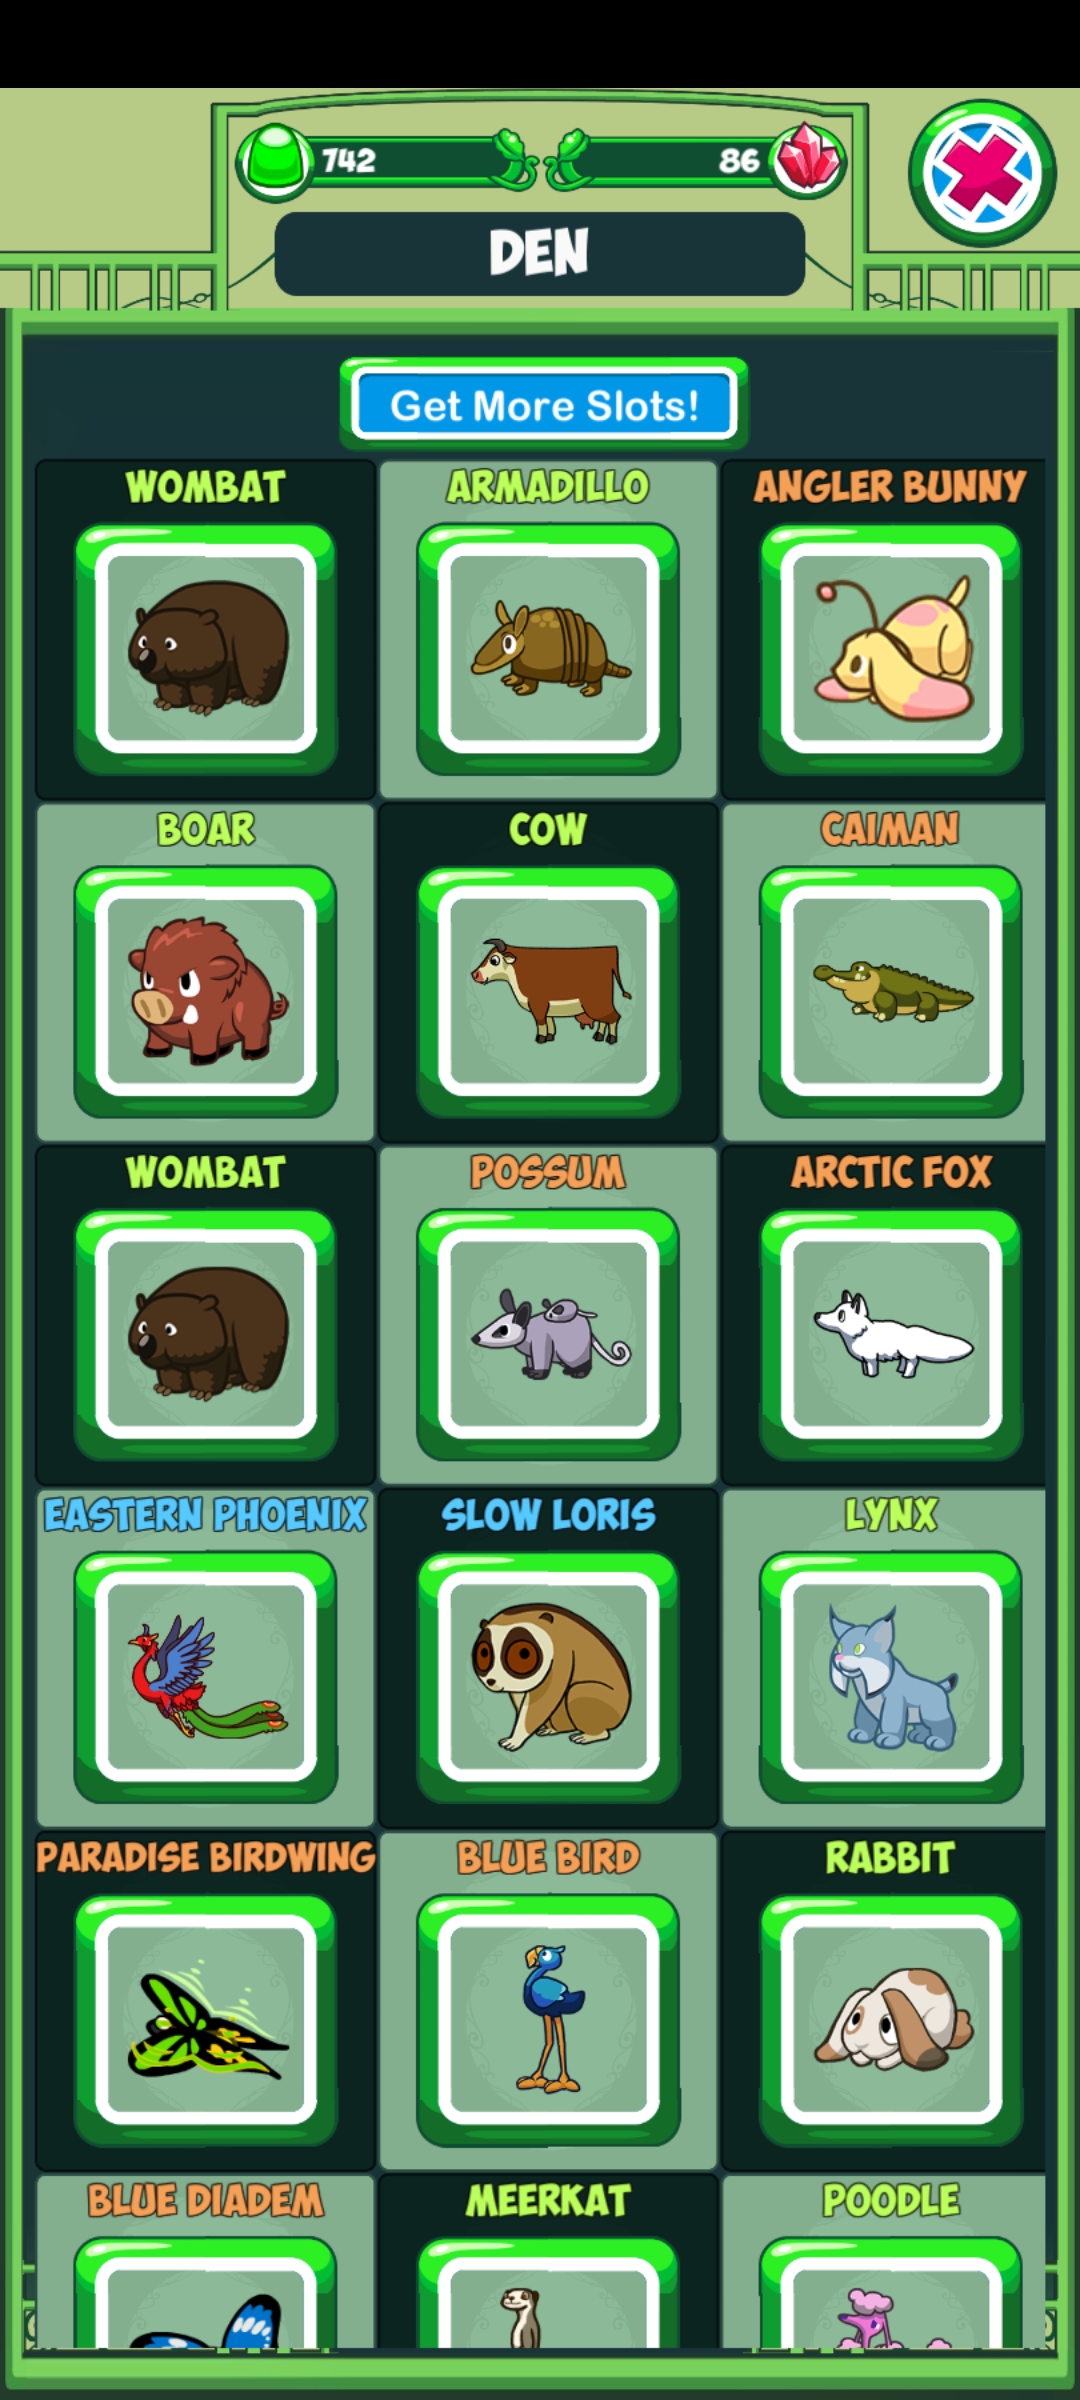 742
86
DEN
Get More Slots!
WOMBAT
ARMADILLO
ANGLER BUNNY
BOAR
COW
CAIMAN
WOMBAT
POSSUM
ARCTIC FOX
EASTERN PHOENIX
SLOW LORIS
LYNX
PARADISE BIRDWING
BLUE BIRD
RABBIT
BLUE DIADEM
MEERKAT
POODLE